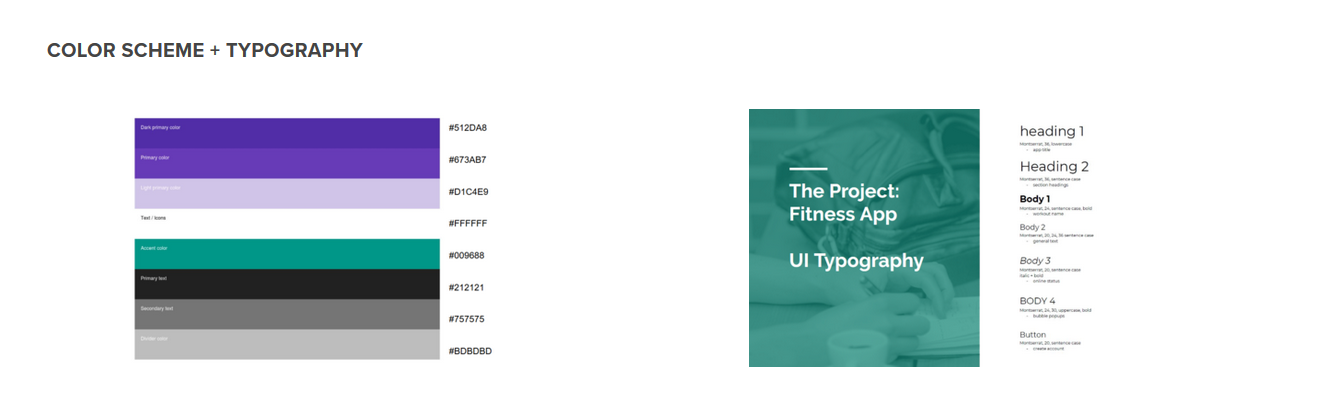 COLOR SCHEME + TYPOGRAPHY
Dark primary color
#512DA8
Primary color
#673AB7
Light primary color
#D1C4E9
Text / Icons
#FFFFFF
Accent color
#009688
Primary text
#212121
Secondary text
#757575
Divider color
#BDBDBD
The Project:
Fitness App
UI Typography
heading 1
Montserrat, 38, lowercase
- app title
Heading 2
Montserrat, 36, sentence case
- section headings
Body 1
Montserrat, 24, sentence case, bold
- workout name
Body 2
Montserrat, 20, 24, 36 sentence case
- general text
Body 3
Montserrat, 20, sentence case
italic + bold
- online status
BODY 4
Montserrat, 24, 30, uppercase, bold
- bubble popups
Button
Montserrat, 20, sentence case
- create account